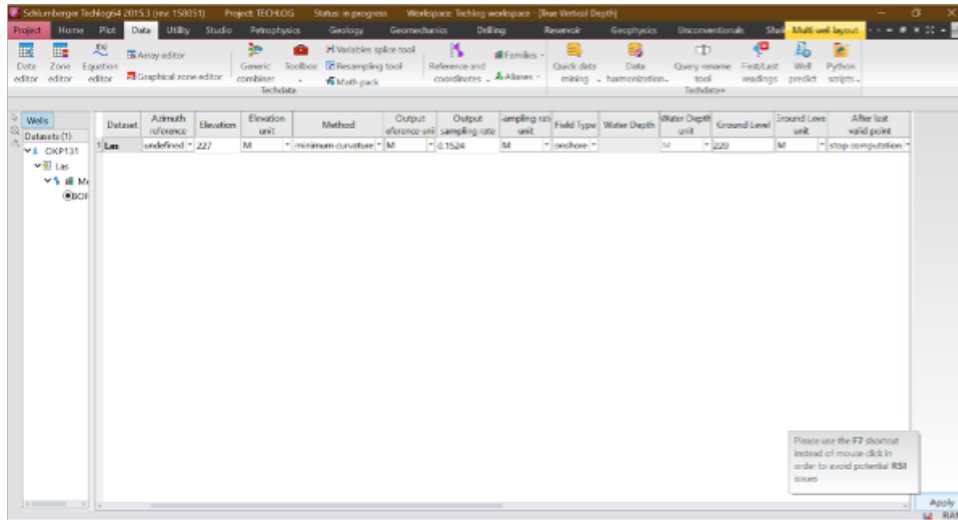 Schlumberger Techlog64 2015.3 (rev: 158051) Project: TECHLOG Status: in progress Workspace: Techlog workspace - [True Vertical Depth]
Project Home Plot Data Utility Studio Petrophysics Geology Geomechanics Drilling Reservoir Geophysics Unconventionals Shale Multi well layout
Data editor
Zone editor
Equation editor
Array editor
Graphical zone editor
Generic combiner
Toolbox
Variables splice tool
Resampling tool
Math pack
Reference and coordinates
Families
Aliases
Quick data mining
Data harmonization
Query rename tool
First/Last readings
Well predict
Python scripts
Techdata
Techdata+
Wells
Datasets (1)
OKP131
Las
Dataset
Azimuth reference
Elevation
Elevation unit
Method
Output
Output sampling rate
unit
Field Type
Water Depth
Water Depth unit
Ground Level
unit
After last valid point
1 Las undefined 227 M minimum curvature M 0.1524 M onshore M 220 M stop computation
Please use the F7 shortcut
instead of mouse click in
order to avoid potential RSI
issues
Apply